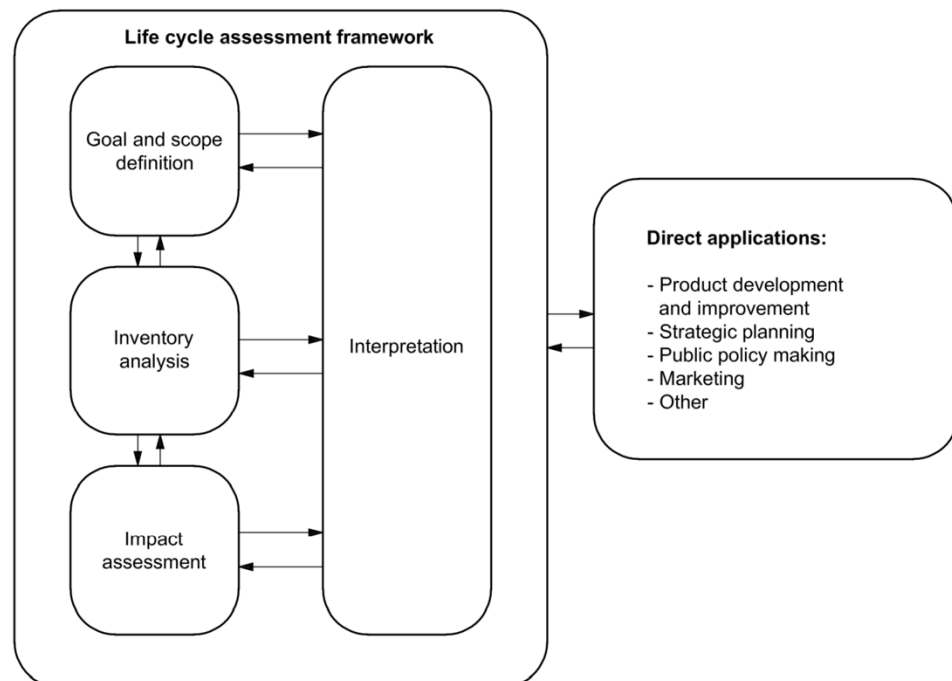 Life cycle assessment framework
Goal and scope
definition
Inventory
analysis
Impact
assessment
Interpretation
Direct applications:
- Product development
and improvement
- Strategic planning
- Public policy making
- Marketing
- Other